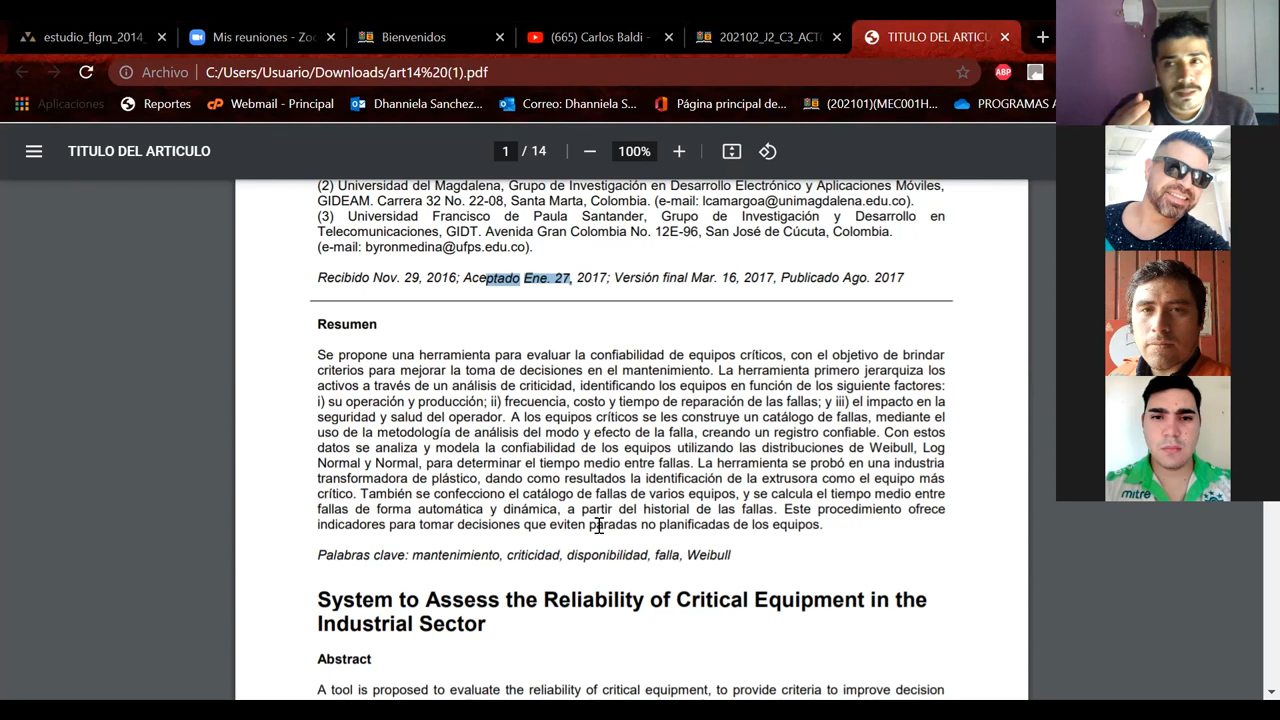 estudio_flgm_2014_
Mis reuniones - Zoo
Bienvenidos
(665) Carlos Baldi -
202102_J2_C3_ACTO
TITULO DEL ARTICU
Archivo
C:/Users/Usuario/Downloads/art14%20(1).pdf
ABP
Aplicaciones
Reportes
Webmail - Principal
Dhanniela Sanchez...
Correo: Dhanniela S...
Página principal de...
(202101)(MEC001H...
PROGRAMAS A
TITULO DEL ARTICULO
1 / 14
100%
(2) Universidad del Magdalena, Grupo de Investigación en Desarrollo Electrónico y Aplicaciones Móviles,
GIDEAM. Carrera 32 No. 22-08, Santa Marta, Colombia. (e-mail: lcamargoa@unimagdalena.edu.co).
(3) Universidad Francisco de Paula Santander, Grupo de Investigación y Desarrollo en
Telecomunicaciones, GIDT. Avenida Gran Colombia No. 12E-96, San José de Cúcuta, Colombia.
(e-mail: byronmedina@ufps.edu.co).
Recibido Nov. 29, 2016; Aceptado Ene. 27, 2017; Versión final Mar. 16, 2017, Publicado Ago. 2017
Resumen
Se propone una herramienta para evaluar la confiabilidad de equipos críticos, con el objetivo de brindar
criterios para mejorar la toma de decisiones en el mantenimiento. La herramienta primero jerarquiza los
activos a través de un análisis de criticidad, identificando los equipos en función de los siguiente factores:
i) su operación y producción; ii) frecuencia, costo y tiempo de reparación de las fallas; y iii) el impacto en la
seguridad y salud del operador. A los equipos críticos se les construye un catálogo de fallas, mediante el
uso de la metodología de análisis del modo y efecto de la falla, creando un registro confiable. Con estos
datos se analiza y modela la confiabilidad de los equipos utilizando las distribuciones de Weibull, Log
Normal y Normal, para determinar el tiempo medio entre fallas. La herramienta se probó en una industria
transformadora de plástico, dando como resultados la identificación de la extrusora como el equipo más
crítico. También se confecciono el catálogo de fallas de varios equipos, y se calcula el tiempo medio entre
fallas de forma automática y dinámica, a partir del historial de las fallas. Este procedimiento ofrece
indicadores para tomar decisiones que eviten paradas no planificadas de los equipos.
Palabras clave: mantenimiento, criticidad, disponibilidad, falla, Weibull
System to Assess the Reliability of Critical Equipment in the
Industrial Sector
Abstract
A tool is proposed to evaluate the reliability of critical equipment, to provide criteria to improve decision
mitre